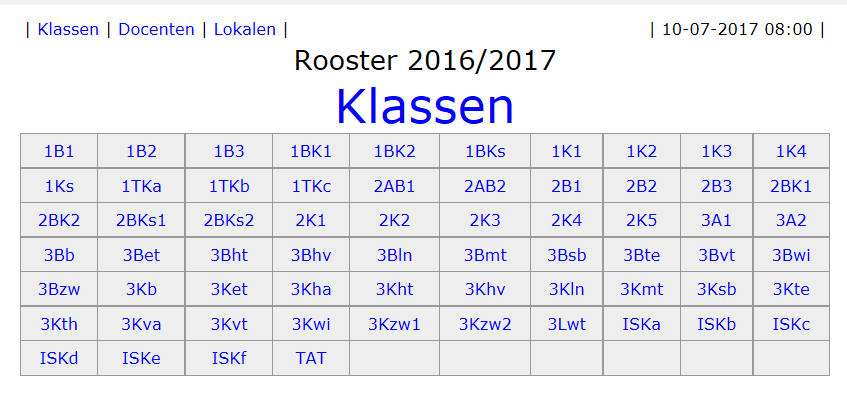 | Klassen | Docenten | Lokalen | | 10-07-2017 08:00 |
Rooster 2016/2017
Klassen
1B1 1B2 1B3 1BK1 1BK2 1BKs 1K1 1K2 1K3 1K4
1Ks 1TKa 1TKb 1TKc 2AB1 2AB2 2B1 2B2 2B3 2BK1
2BK2 2BKs1 2BKs2 2K1 2K2 2K3 2K4 2K5 3A1 3A2
3Bb 3Bet 3Bht 3Bhv 3Bln 3Bmt 3Bsb 3Bte 3Bvt 3Bwi
3Bzw 3Kb 3Ket 3Kha 3Kht 3Khv 3Kln 3Kmt 3Ksb 3Kte
3Kth 3Kva 3Kvt 3Kwi 3Kzw1 3Kzw2 3Lwt ISKa ISKb ISKc
ISKd ISKe ISKf TAT